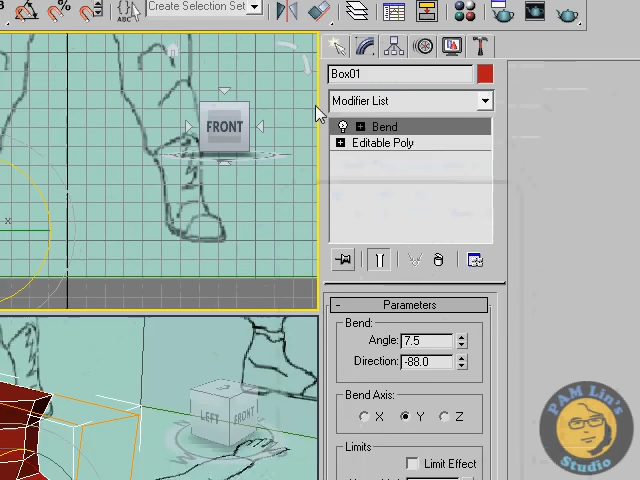 %
{}
ABC
Create Selection Set
Box01
Modifier List
Bend
Editable Poly
FRONT
x
Parameters
Bend:
Angle: 7.5
Direction: -88.0
Bend Axis:
X Y Z
Limits
Limit Effect
LEFT FRONT
PAM Lin's
Studio